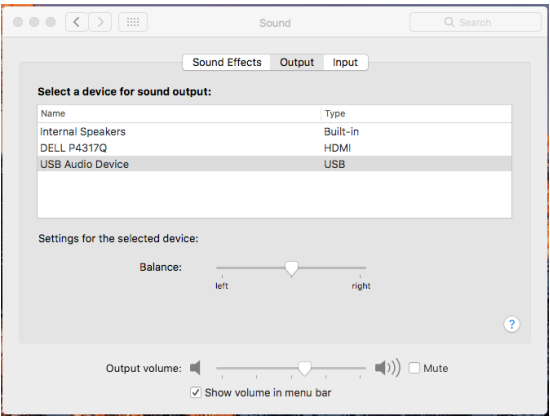 Sound
Search
Sound Effects Output Input
Select a device for sound output:
Name Type
Internal Speakers Built-in
DELL P4317Q HDMI
USB Audio Device USB
Settings for the selected device:
Balance:
left right
?
Output volume: Mute
Show volume in menu bar